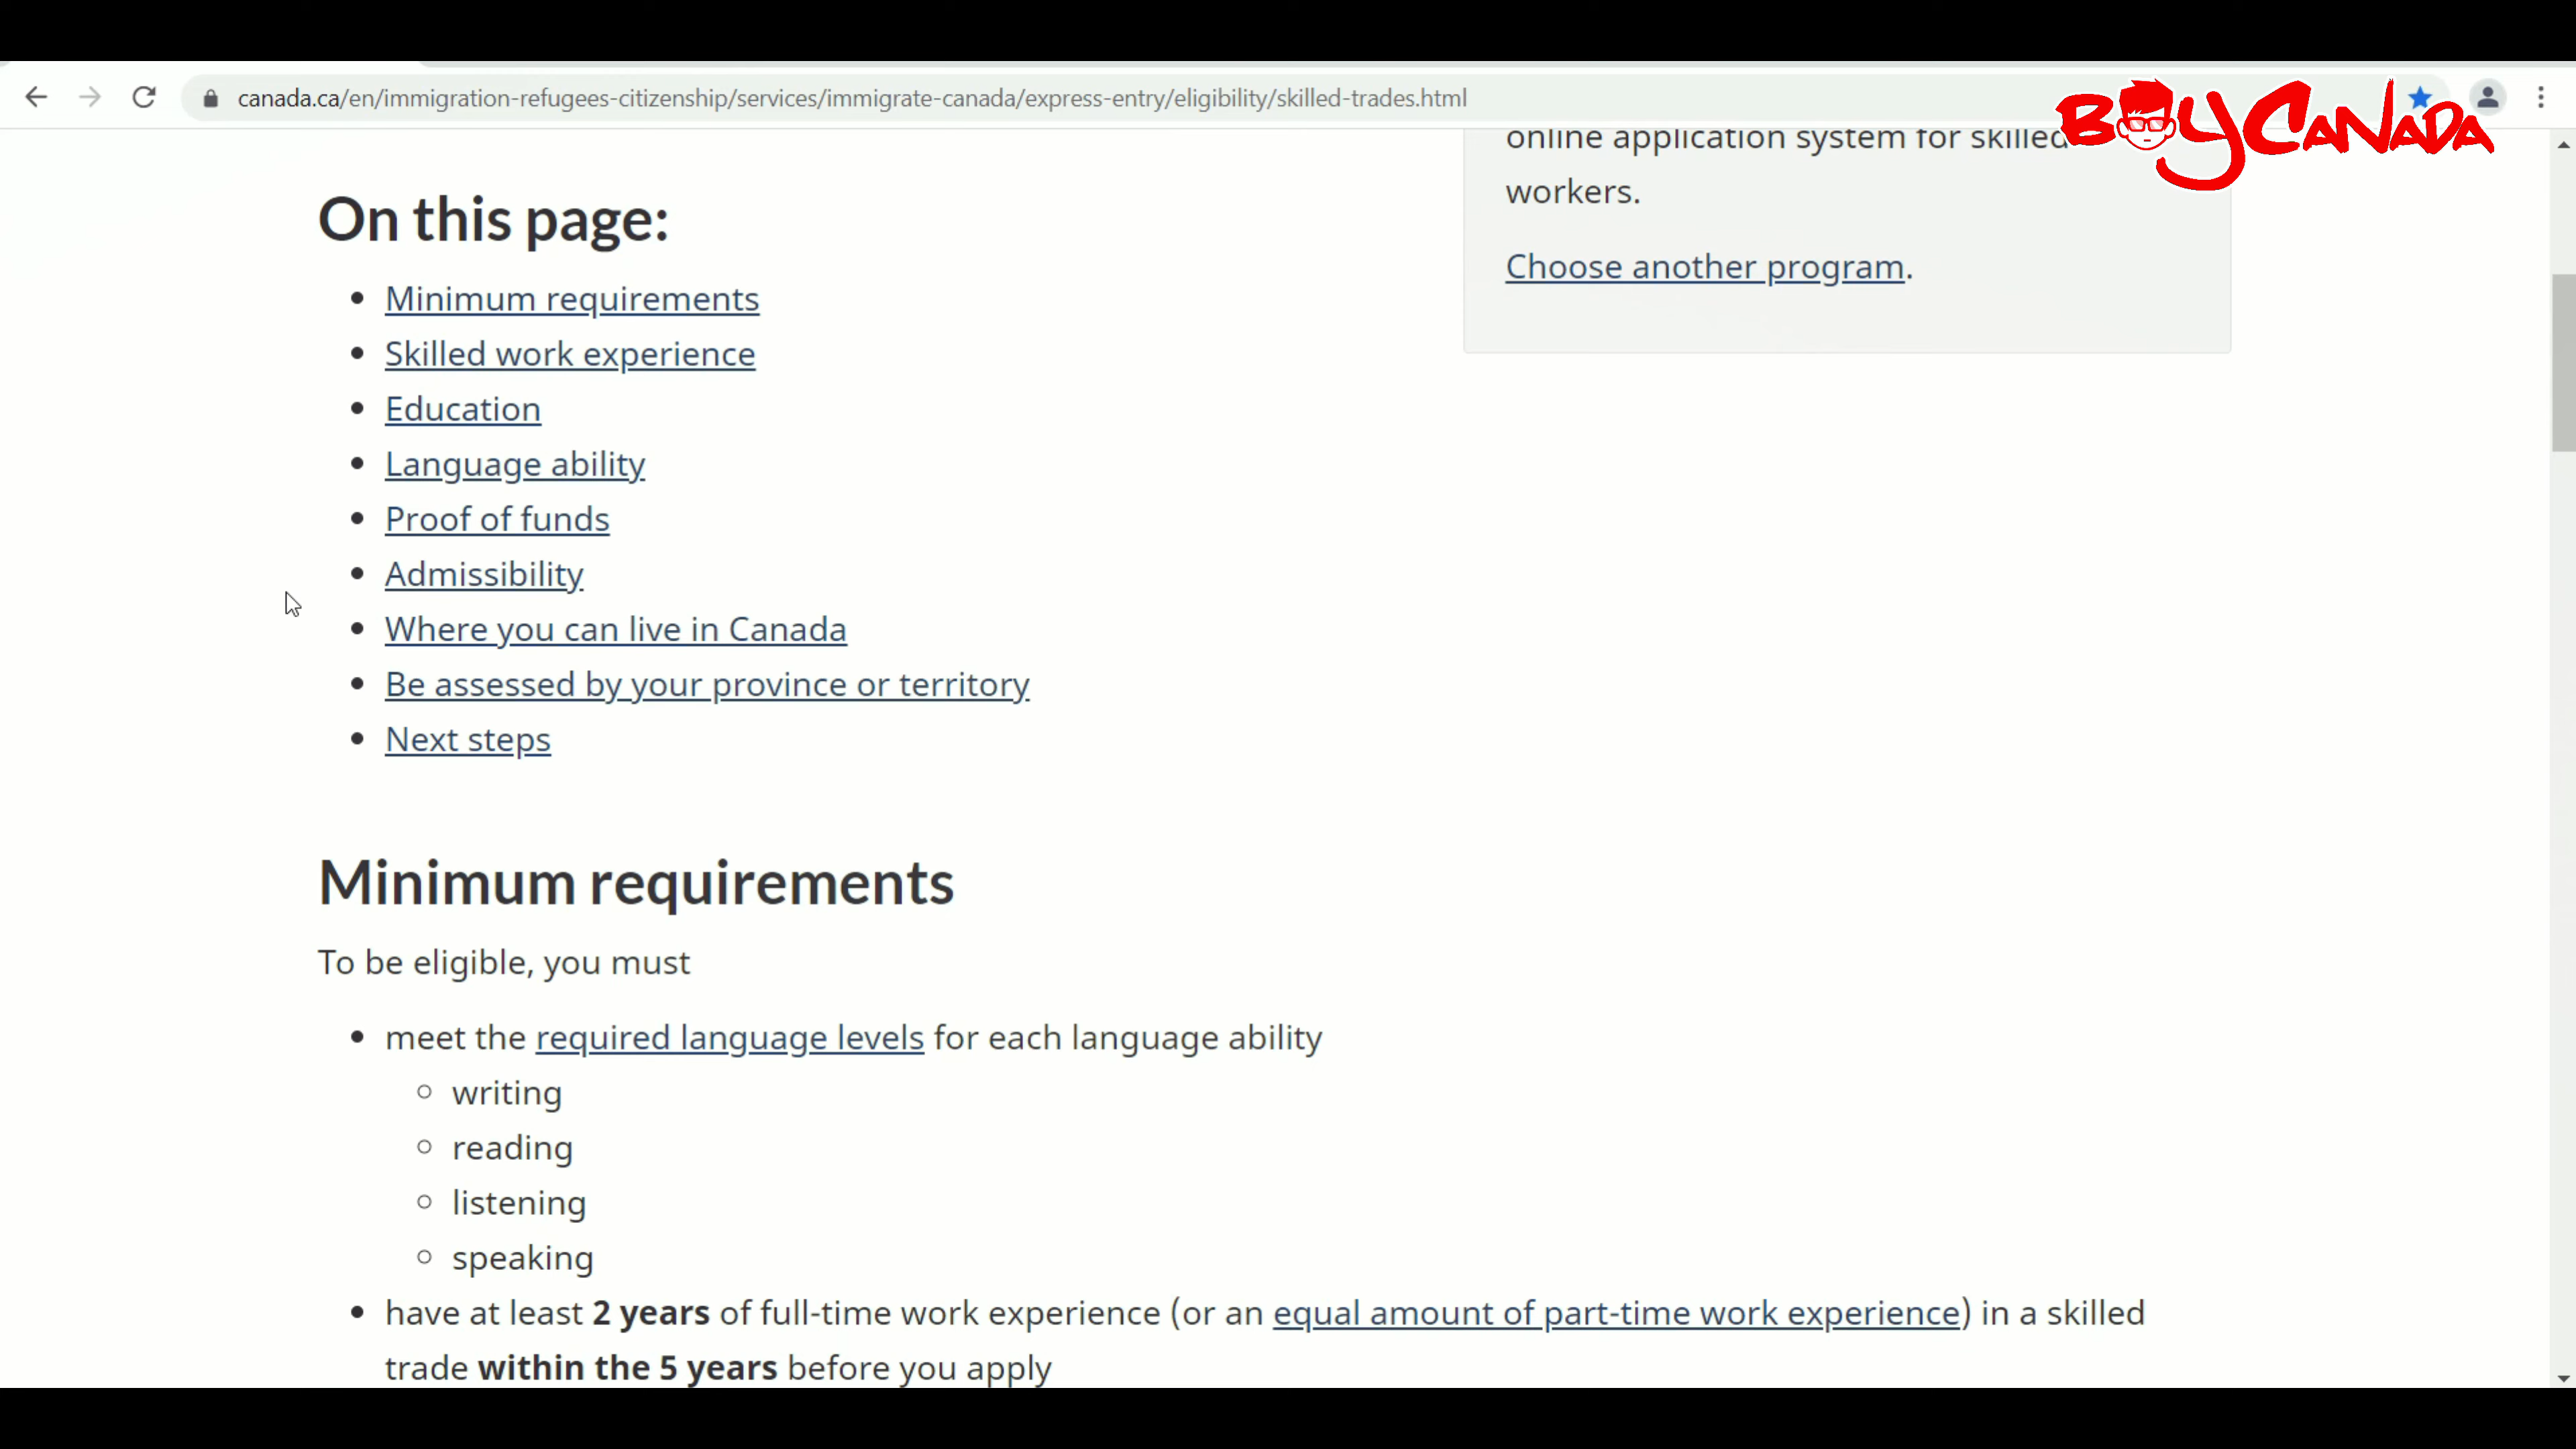 canada.ca/en/immigration-refugees-citizenship/services/immigrate-canada/express-entry/eligibility/skilled-trades.html
BOYCANADA
online application system for skilled
workers.
Choose another program.
On this page:
Minimum requirements
Skilled work experience
Education
Language ability
Proof of funds
Admissibility
Where you can live in Canada
Be assessed by your province or territory
Next steps
Minimum requirements
To be eligible, you must
meet the required language levels for each language ability
writing
reading
listening
speaking
have at least 2 years of full-time work experience (or an equal amount of part-time work experience) in a skilled
trade within the 5 years before you apply